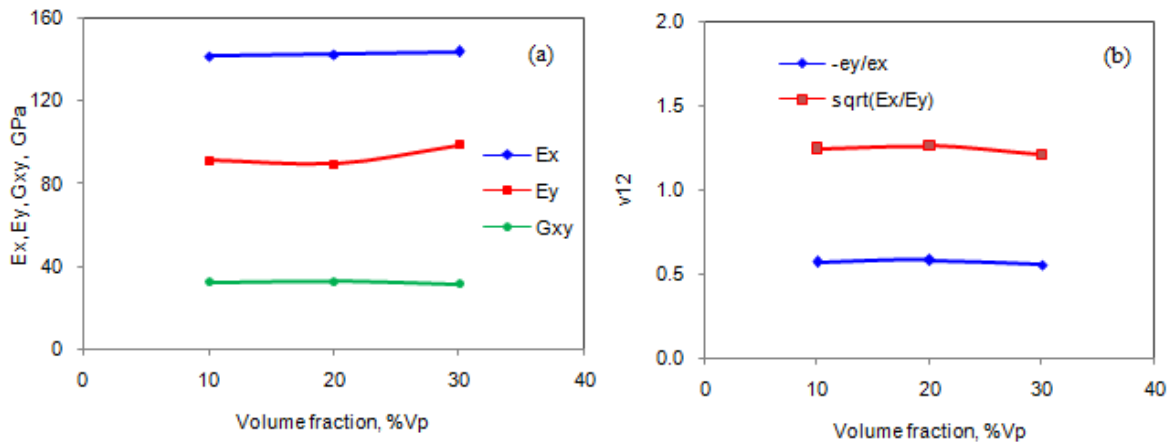 160
120
80
40
0
0
10
20
30
40
Ex, Ey, Gxy, GPa
Volume fraction, %Vp
(a)
Ex
Ey
Gxy
2.0
1.5
1.0
0.5
0.0
0
10
20
30
40
v12
Volume fraction, %Vp
(b)
-ey/ex
sqrt(Ex/Ey)